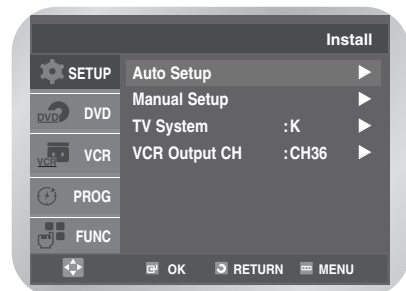 Install
SETUP
DVD DVD
VCR VCR
PROG
FUNC
Auto Setup
Manual Setup
TV System :K
VCR Output CH :CH36
OK RETURN MENU